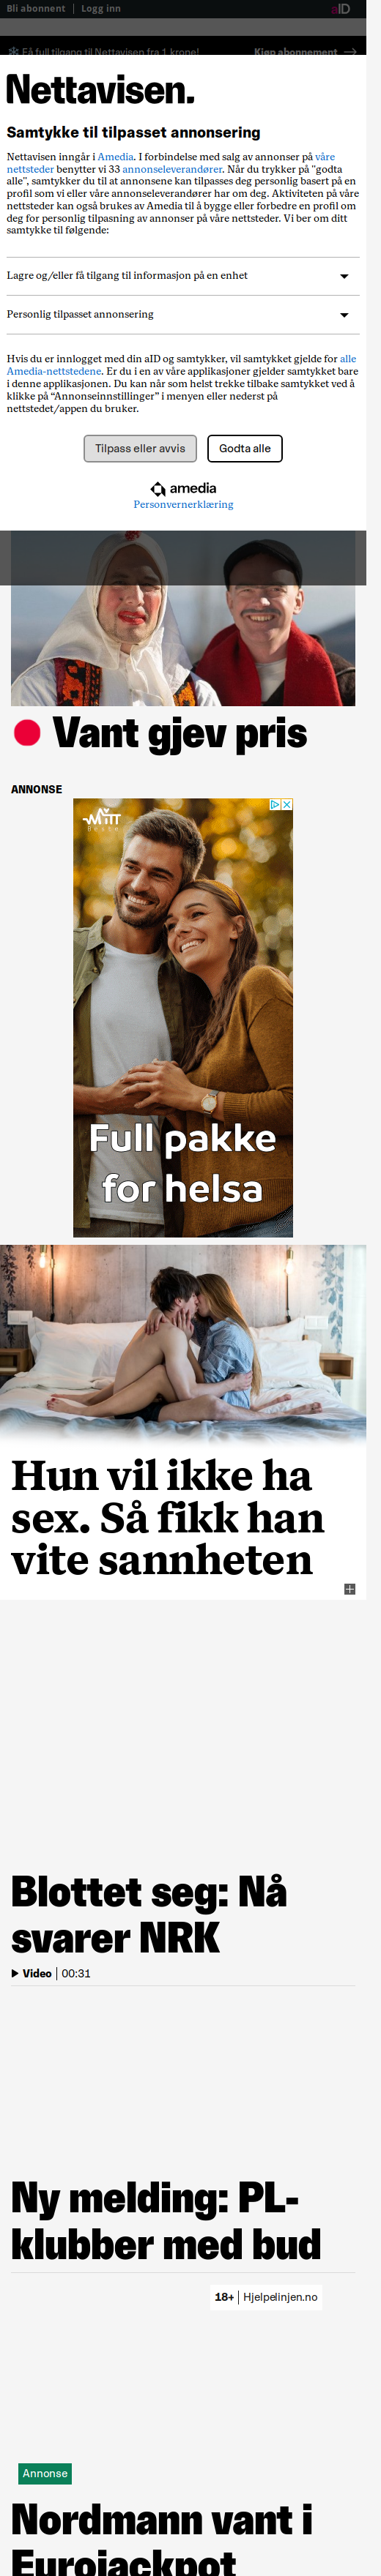 Bli abonnent | Logg inn
aID
Få full tilgang til Nettavisen fra 1 krone!
Kjøp abonnement
Nettavisen.
Samtykke til tilpasset annonsering
Nettavisen inngår i Amedia. I forbindelse med salg av annonser på våre
nettsteder benytter vi 33 annonseleverandører. Når du trykker på "godta
alle", samtykker du til at annonsene kan tilpasses deg personlig basert på en
profil som vi eller våre annonseleverandører har om deg. Aktiviteten på våre
nettsteder kan også brukes av Amedia til å bygge eller forbedre en profil om
deg for personlig tilpasning av annonser på våre nettsteder. Vi ber om ditt
samtykke til følgende:
Lagre og/eller få tilgang til informasjon på en enhet
Personlig tilpasset annonsering
Hvis du er innlogget med din aID og samtykker, vil samtykket gjelde for alle
Amedia-nettstedene. Er du i en av våre applikasjoner gjelder samtykket bare
i denne applikasjonen. Du kan når som helst trekke tilbake samtykket ved å
klikke på “Annonseinnstillinger” i menyen eller nederst på
nettstedet/appen du bruker.
Tilpass eller avvis
Godta alle
amedia
Personvernerklæring
Vant gjev pris
ANNONSE
MITT
Beste
Full pakke
for helsa
Hun vil ikke ha
sex. Så fikk han
vite sannheten
Blottet seg: Nå
svarer NRK
Video | 00:31
Ny melding: PL-
klubber med bud
18+ | Hjelpelinjen.no
Annonse
Nordmann vant i
Eurojackpot